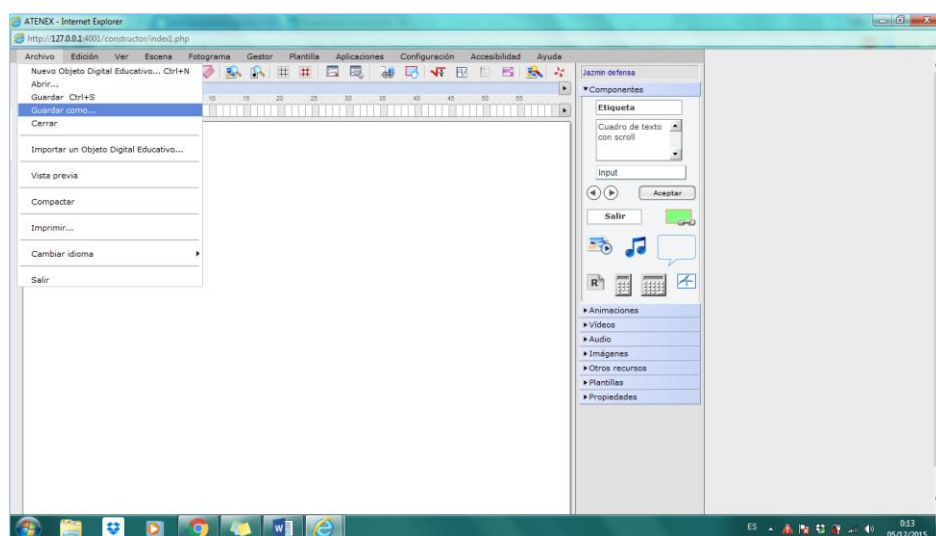 ATENEX - Internet Explorer
http://127.0.0.1:4001/constructor/index1.php
Archivo Edición Ver Escena Fotograma Gestor Plantilla Aplicaciones Configuración Accesibilidad Ayuda
Nuevo Objeto Digital Educativo... Ctrl+N
Abrir...
Guardar Ctrl+S
Guardar como...
Cerrar
Importar un Objeto Digital Educativo...
Vista previa
Compactar
Imprimir...
Cambiar idioma
Salir
10 15 20 25 30 35 40 45 50 55
Jazmin defensa
Componentes
Etiqueta
Cuadro de texto
con scroll
Input
Aceptar
Salir
Animaciones
Vídeos
Audio
Imágenes
Otros recursos
Plantillas
Propiedades
ES
0:13
05/12/2015